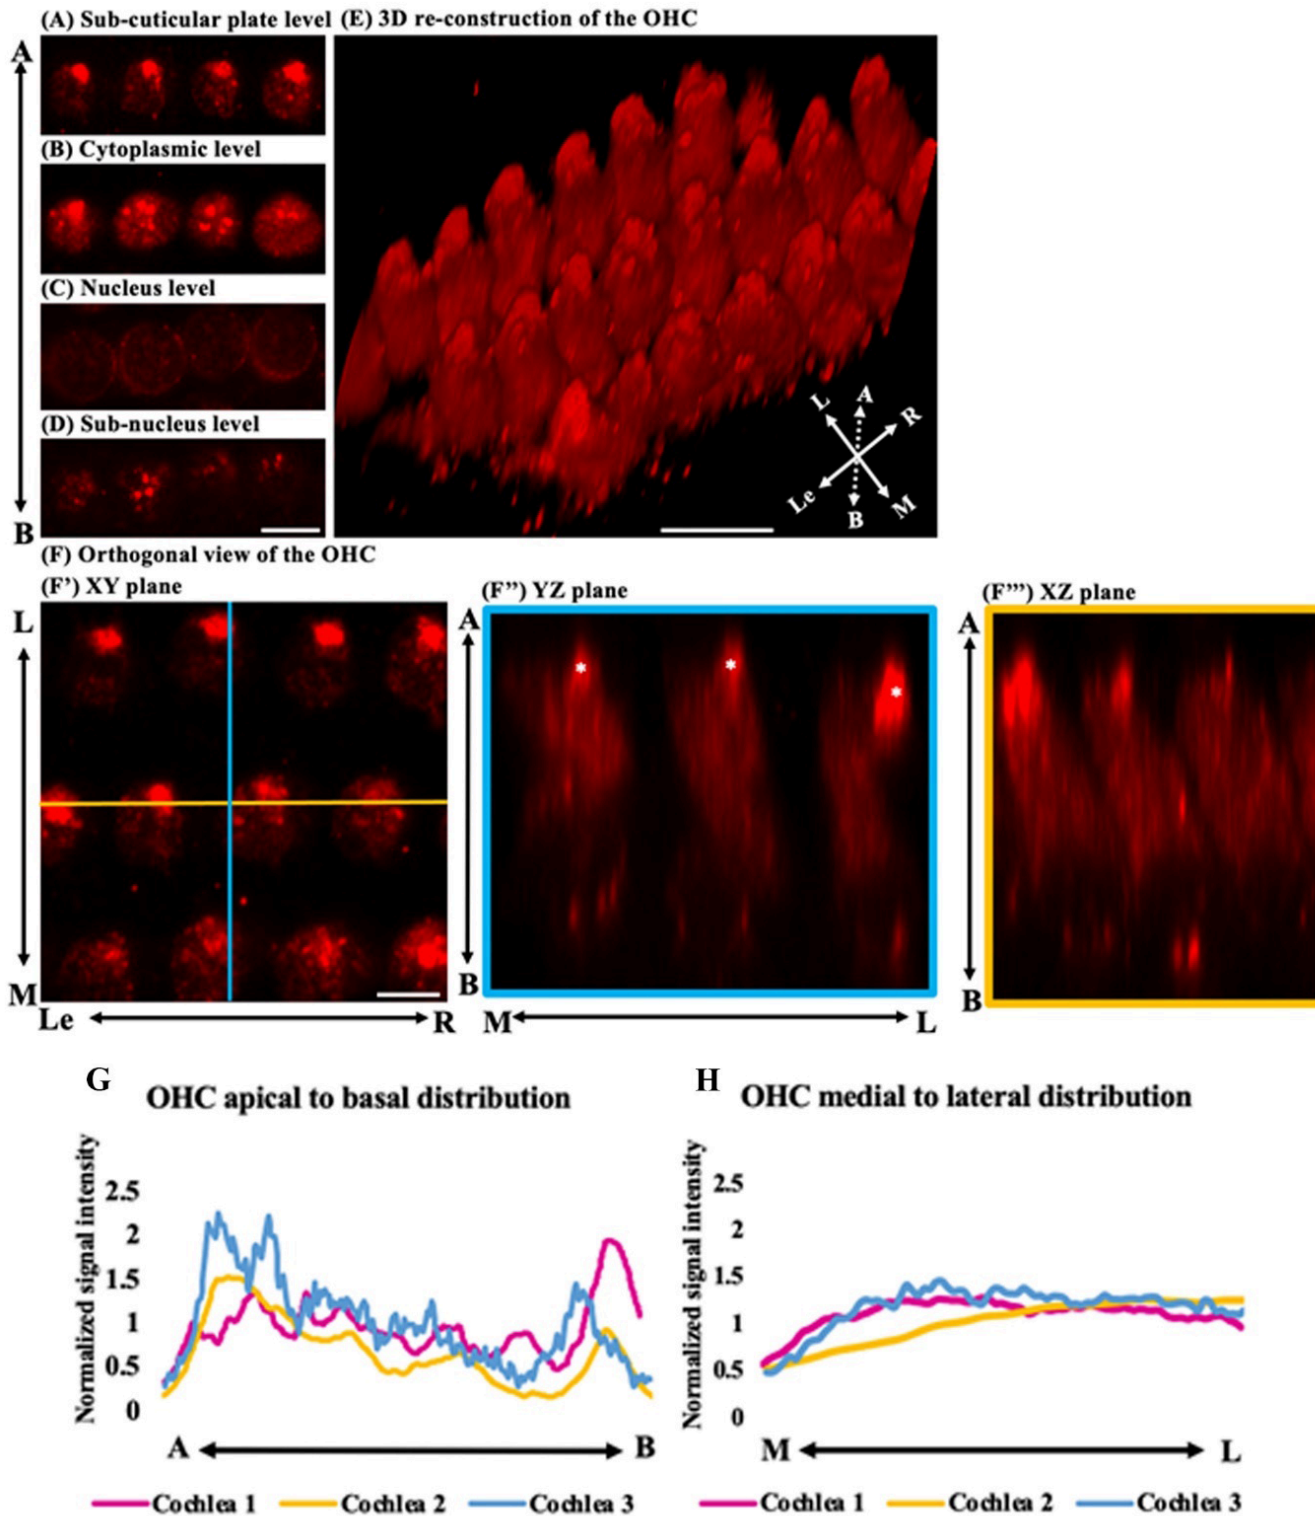 (A) Sub-cuticular plate level (E) 3D re-construction of the OHC
A
(B) Cytoplasmic level
(C) Nucleus level
(D) Sub-nucleus level
B
L A R
Le B M
(F) Orthogonal view of the OHC
(F’) XY plane (F”) YZ plane (F”’) XZ plane
L A A
M B B
Le R M L
G OHC apical to basal distribution H OHC medial to lateral distribution
Normalized signal intensity Normalized signal intensity
2.5 2.5
2 2
1.5 1.5
1 1
0.5 0.5
0 0
A B M L
Cochlea 1 Cochlea 2 Cochlea 3 Cochlea 1 Cochlea 2 Cochlea 3